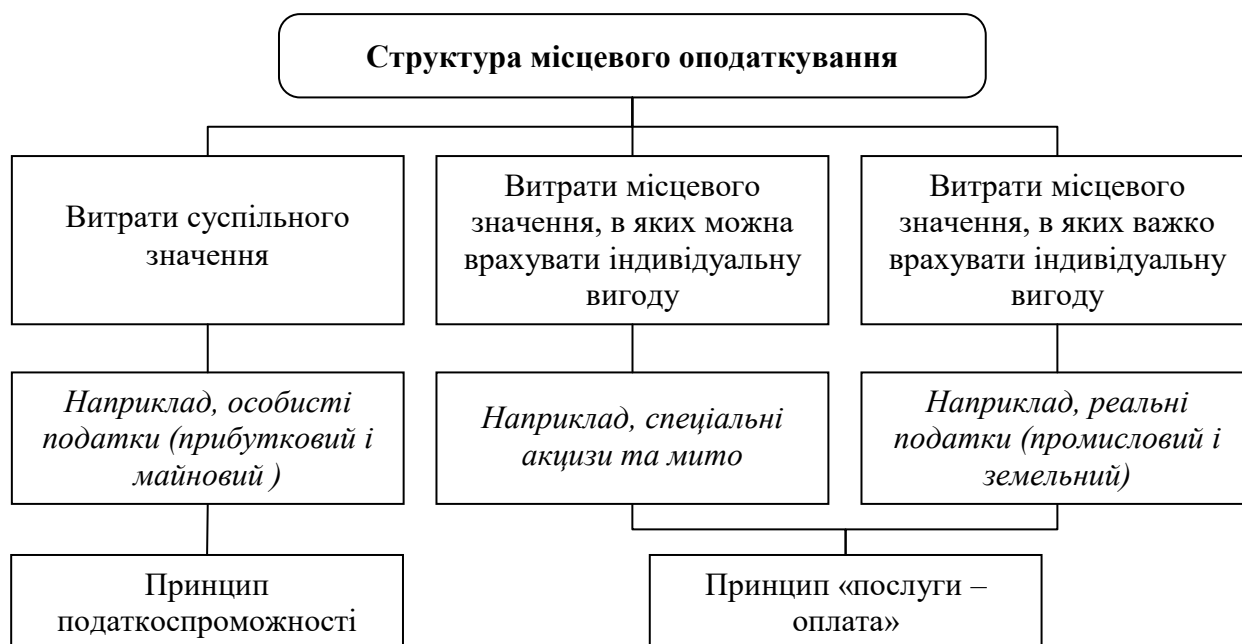 Структура місцевого оподаткування
Витрати суспільного
значення
Витрати місцевого
значення, в яких можна
врахувати індивідуальну
вигоду
Витрати місцевого
значення, в яких важко
врахувати індивідуальну
вигоду
Наприклад, особисті
податки (прибутковий і
майновий )
Наприклад, спеціальні
акцизи та мито
Наприклад, реальні
податки (промисловий і
земельний)
Принцип
податкоспроможності
Принцип «послуги –
оплата»